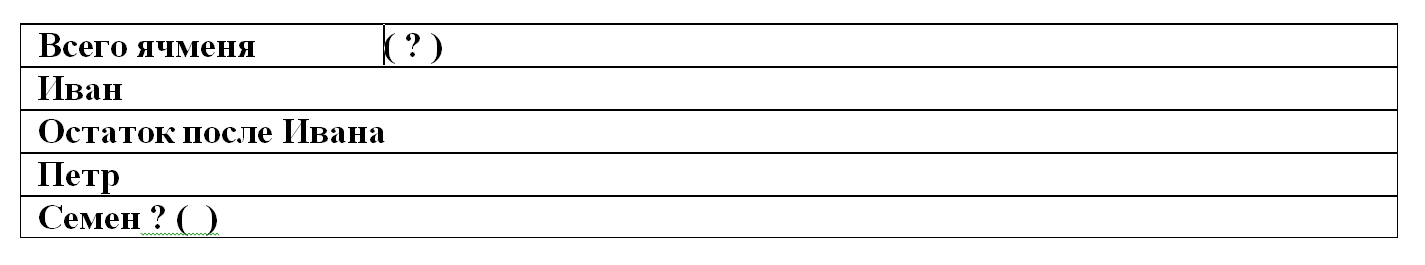 Всего ячменя ( ? )
Иван
Остаток после Ивана
Петр
Семен ? ( )